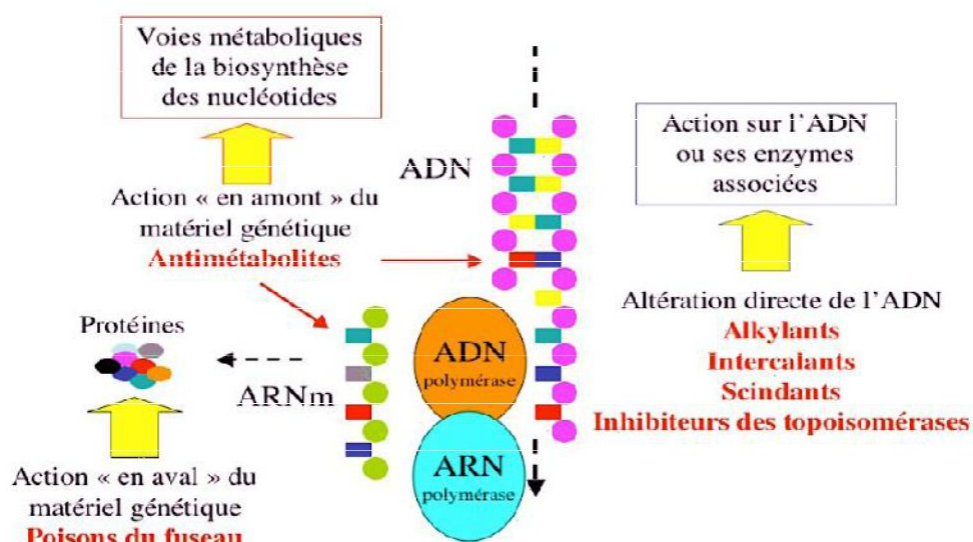 Voies métaboliques
de la biosynthèse
des nucléotides
Action « en amont » du
matériel génétique
Antimétabolites
ADN
Action sur l'ADN
ou ses enzymes
associées
Altération directe de l'ADN
Alkylants
Intercalants
Scindants
Inhibiteurs des topoisomérases
Protéines
ARNm
ADN
polymérase
ARN
polymérase
Action « en aval » du
matériel génétique
Poisons du fuseau